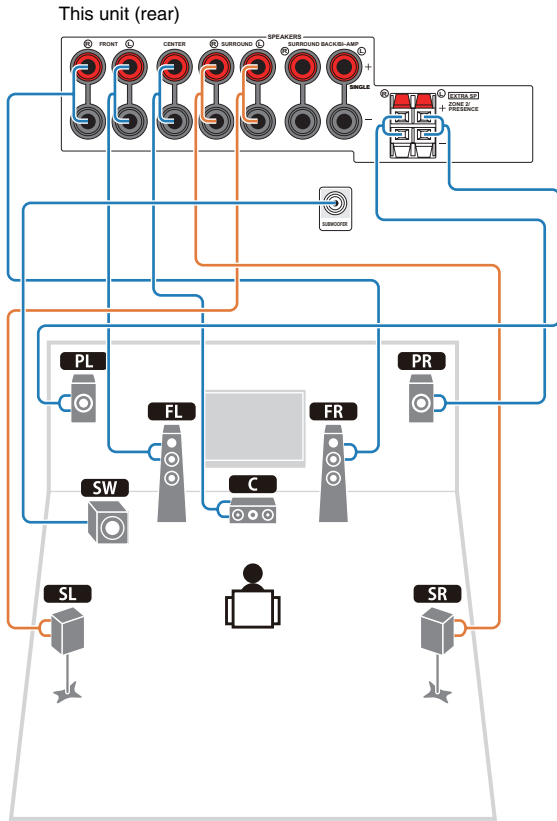 This unit (rear)
SPEAKERS
R FRONT L CENTER R SURROUND L SURROUND BACK/BI-AMP
R L
+
SINGLE
–
R L EXTRA SP
ZONE 2/
PRESENCE
+
–
SUBWOOFER
PL PR
FL FR
SW C
SL SR